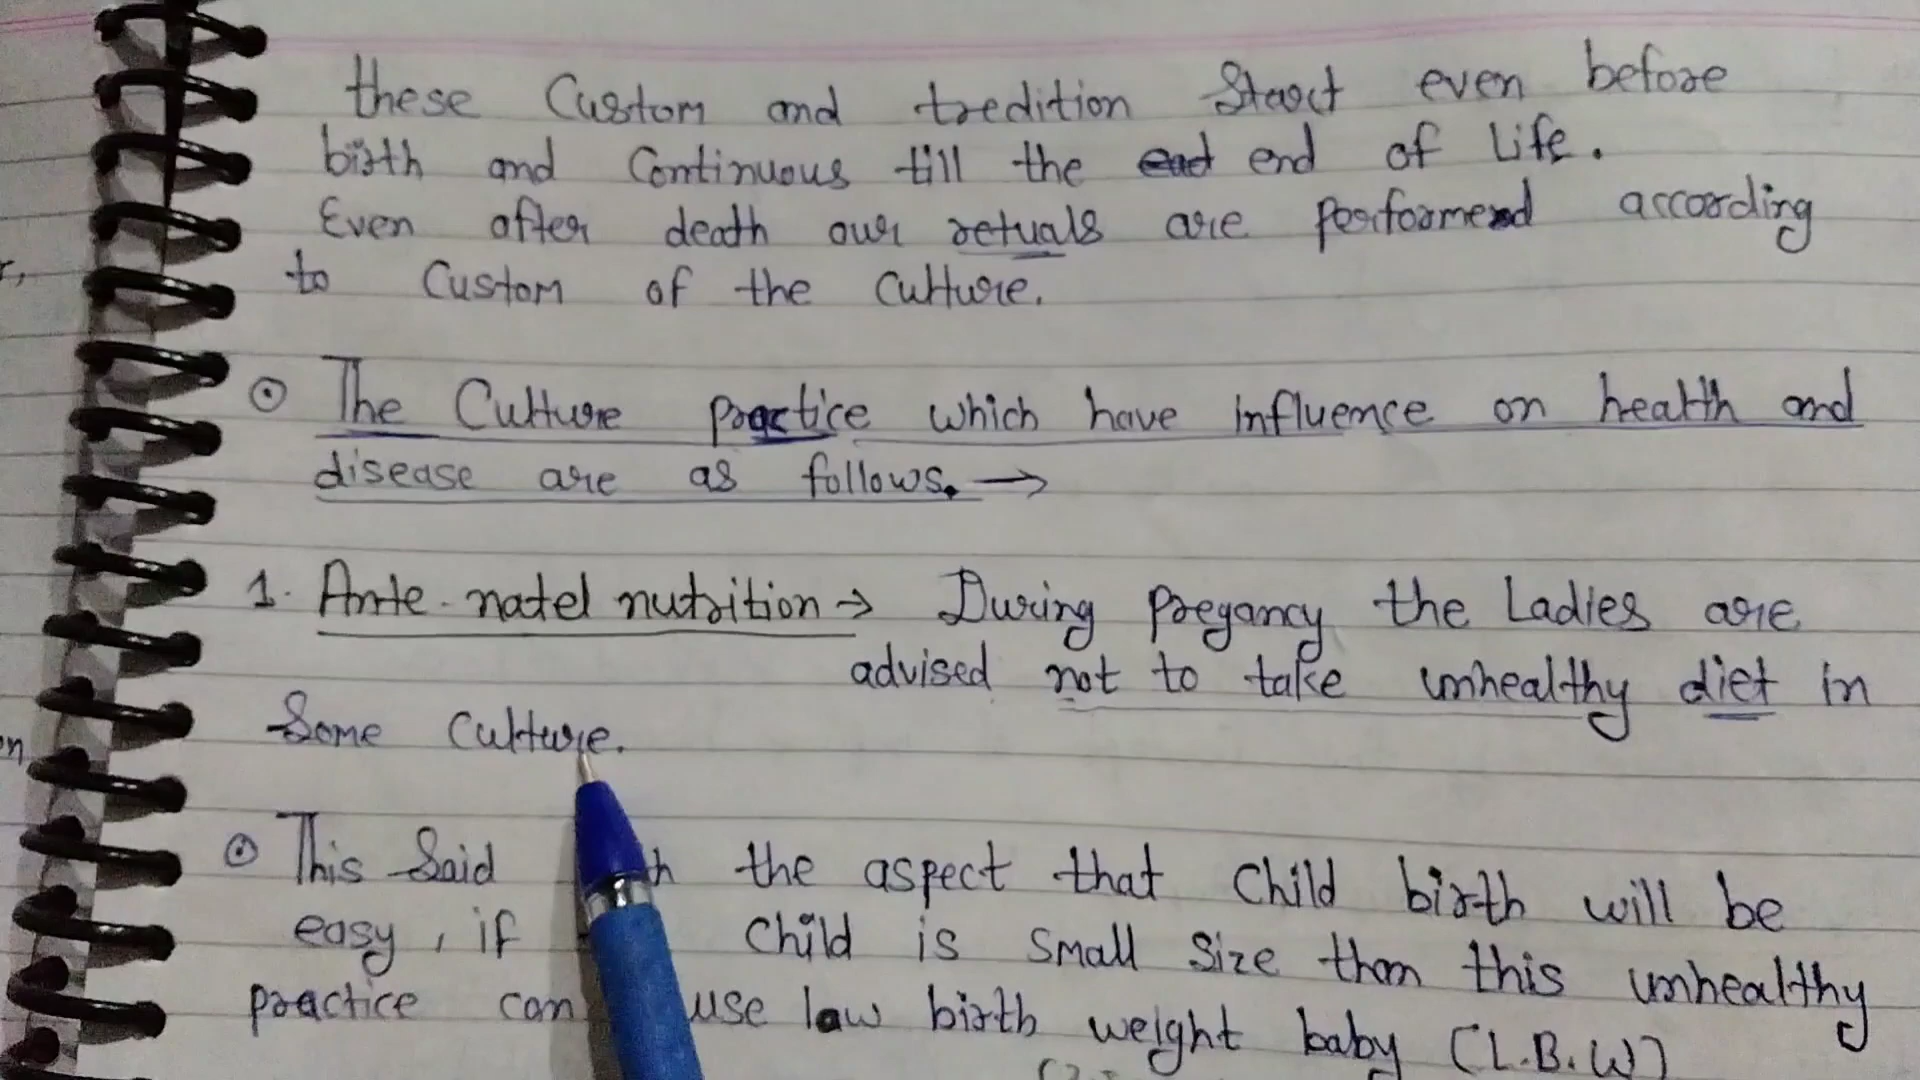 these Custom and tredition Start even before
birth and Continuous till the end end of Life.
Even after death our retuals are Performend according
to Custom of the Culture.
The Culture practice which have influence on health and
disease are as follows. →
1. Ante-natel nutrition → During Pregancy the Ladies are
advised not to take unhealthy diet in
Some Culture.
This Said the aspect that Child birth will be
easy, if Child is Small Size than this unhealthy
practice can use law birth weight baby (L.B.W)